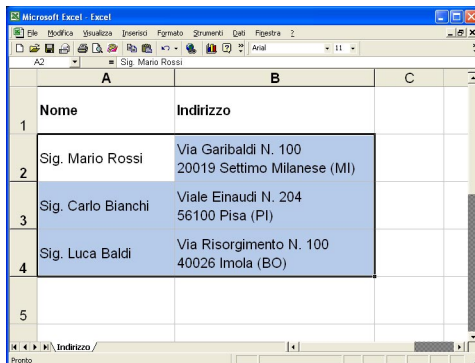 Microsoft Excel - Excel
File Modifica Visualizza Inserisci Formato Strumenti Dati Finestra ?
Arial 11
A2 = Sig. Mario Rossi
A B C
1 Nome Indirizzo
2 Sig. Mario Rossi Via Garibaldi N. 100
20019 Settimo Milanese (MI)
3 Sig. Carlo Bianchi Viale Einaudi N. 204
56100 Pisa (PI)
4 Sig. Luca Baldi Via Risorgimento N. 100
40026 Imola (BO)
5
Indirizzo
Pronto